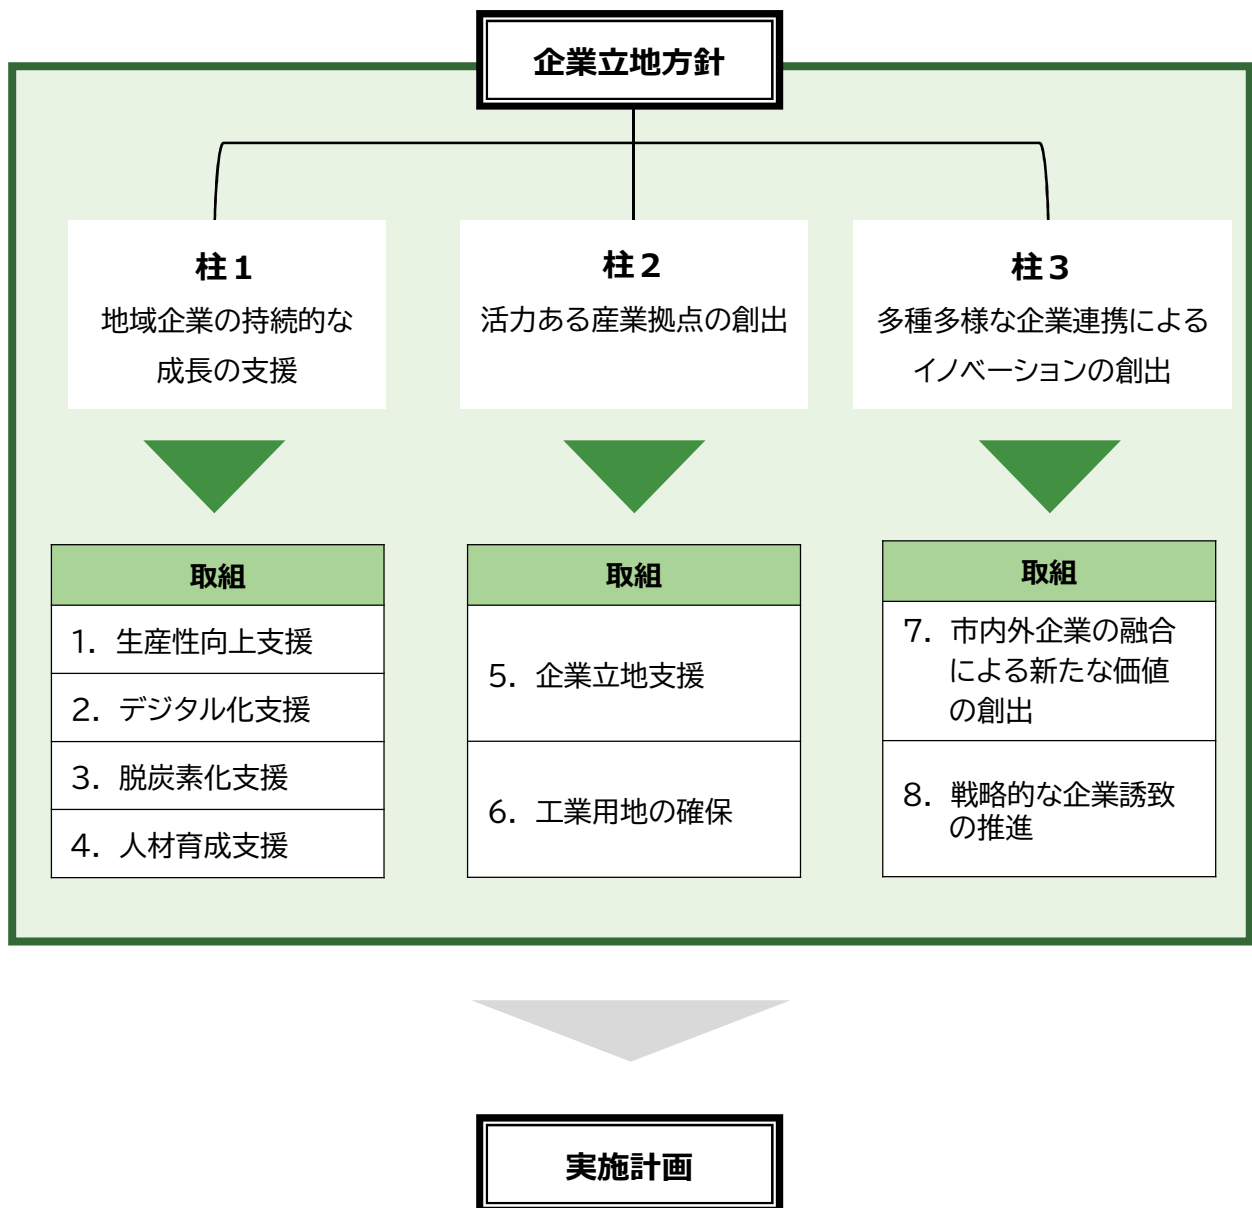 企業立地方針
柱1
地域企業の持続的な
成長の支援
柱2
活力ある産業拠点の創出
柱3
多種多様な企業連携による
イノベーションの創出
取組
1. 生産性向上支援
2. デジタル化支援
3. 脱炭素化支援
4. 人材育成支援
取組
5. 企業立地支援
6. 工業用地の確保
取組
7. 市内外企業の融合
による新たな価値
の創出
8. 戦略的な企業誘致
の推進
実施計画